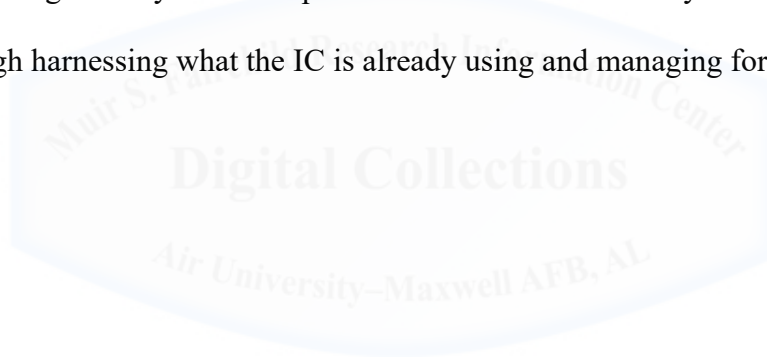 gh harnessing what the IC is already using and managing for
Muir S. Fairchild Research Information Center
Digital Collections
Air University–Maxwell AFB, AL